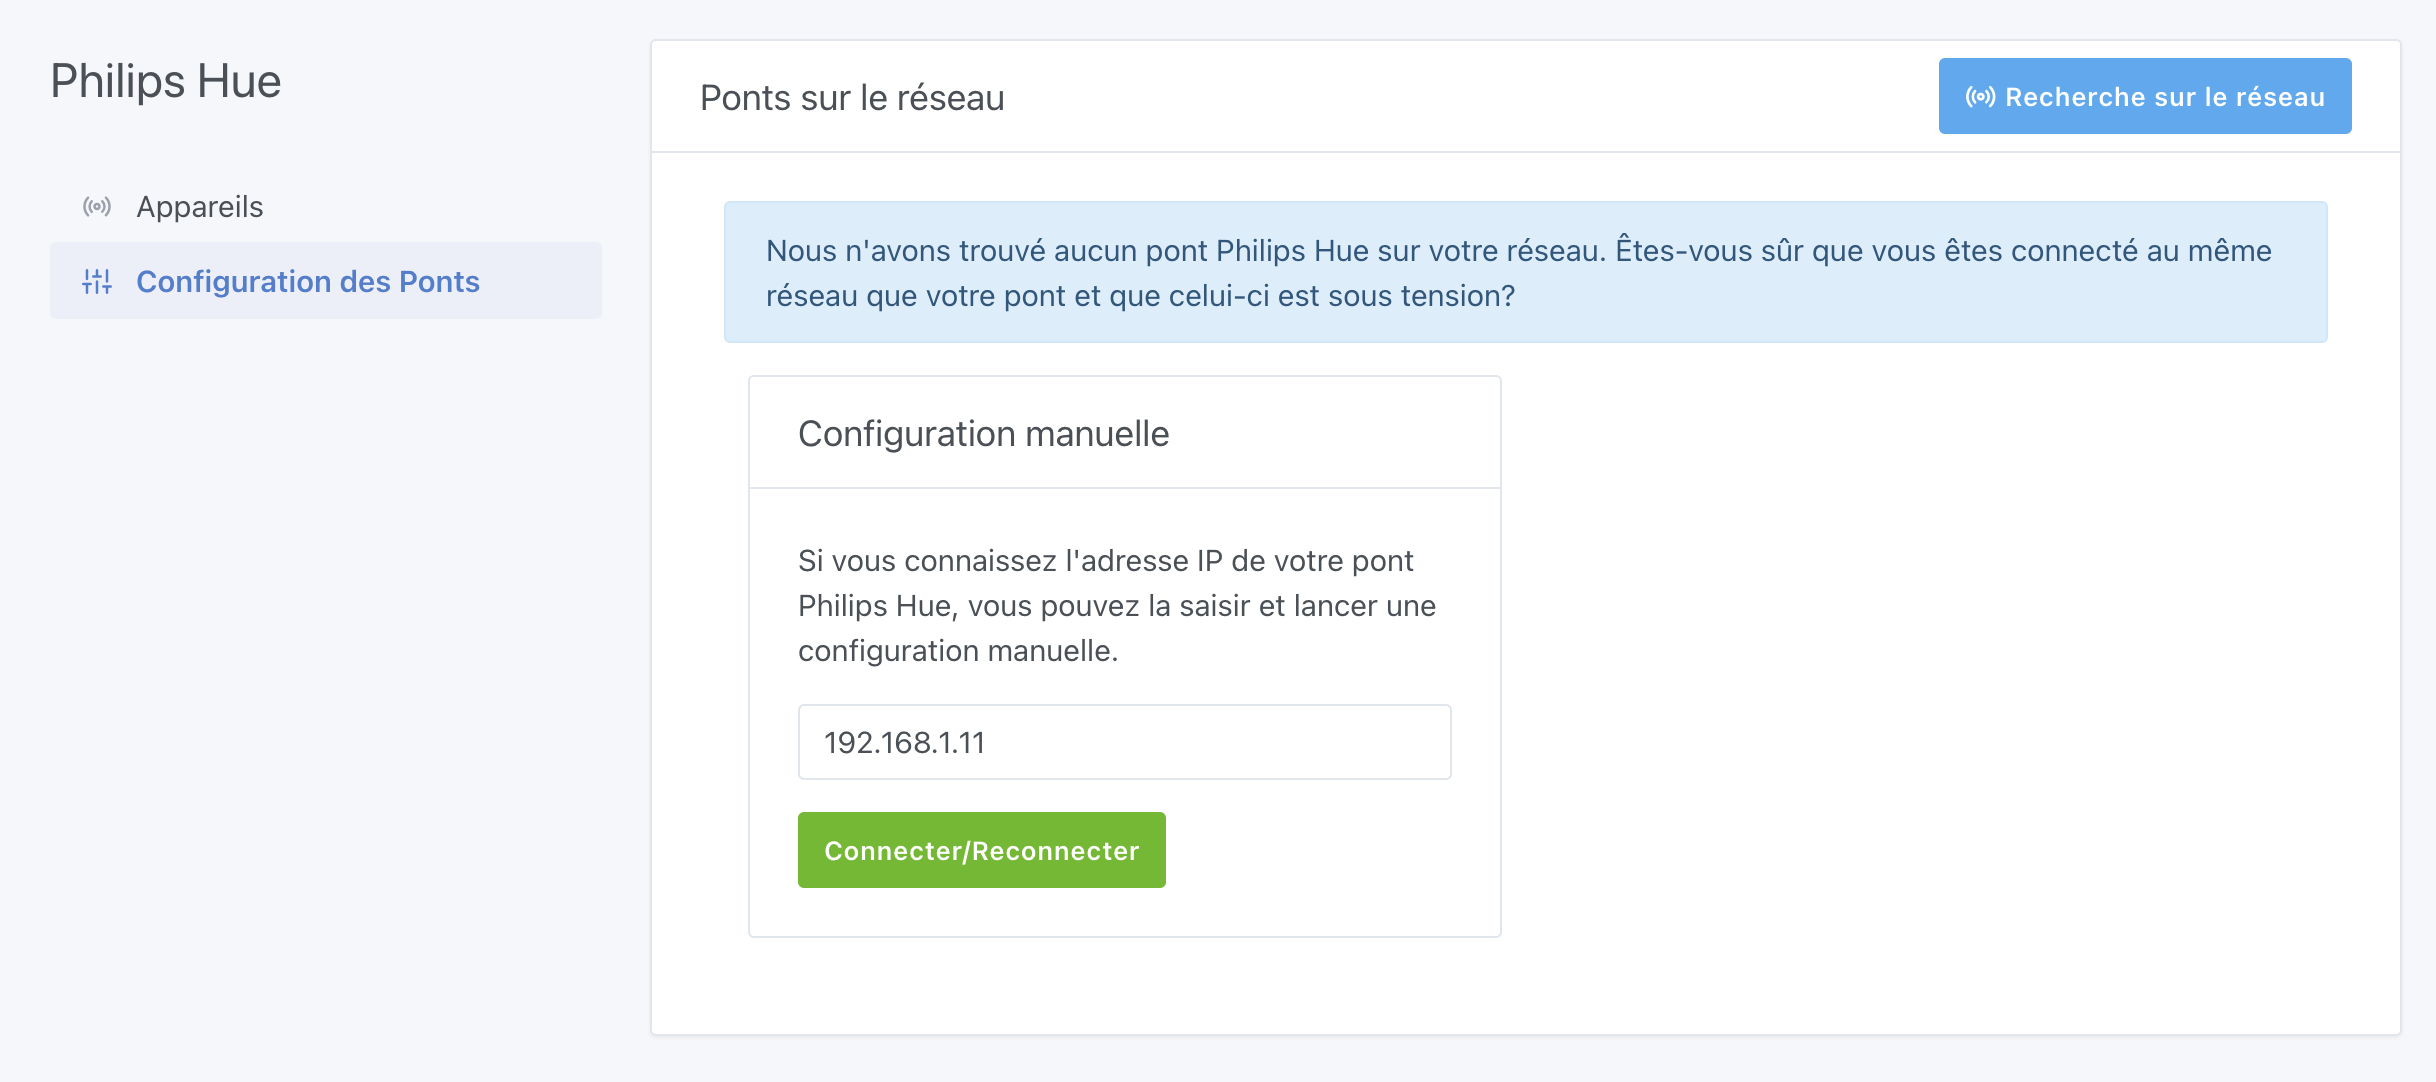 Philips Hue
Appareils
Configuration des Ponts
Ponts sur le réseau
Recherche sur le réseau
Nous n'avons trouvé aucun pont Philips Hue sur votre réseau. Êtes-vous sûr que vous êtes connecté au même
réseau que votre pont et que celui-ci est sous tension?
Configuration manuelle
Si vous connaissez l'adresse IP de votre pont
Philips Hue, vous pouvez la saisir et lancer une
configuration manuelle.
192.168.1.11
Connecter/Reconnecter